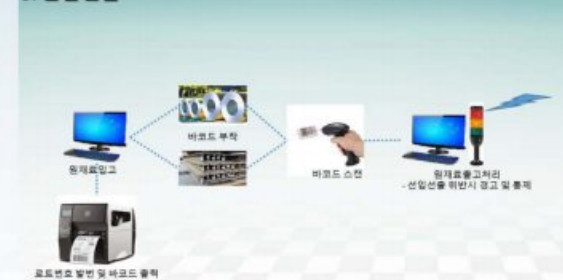 바코드 부착
원재료입고
바코드 스캔
원재료출고처리
- 선입선출 위반시 경고 및 통제
로트번호 발번 및 바코드 출력